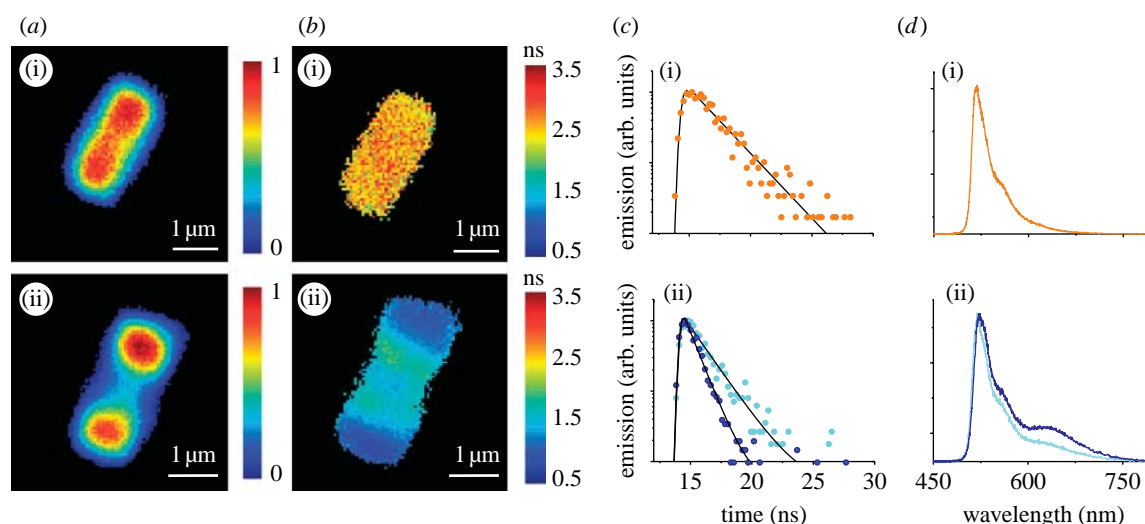 (a)
(b)
(c)
(d)
(i)
1
0
1 μm
(i)
ns
3.5
2.5
1.5
0.5
1 μm
(i)
emission (arb. units)
(i)
(ii)
1
0
1 μm
(ii)
ns
3.5
2.5
1.5
0.5
1 μm
(ii)
emission (arb. units)
15 20 25 30
time (ns)
(ii)
450 600 750
wavelength (nm)